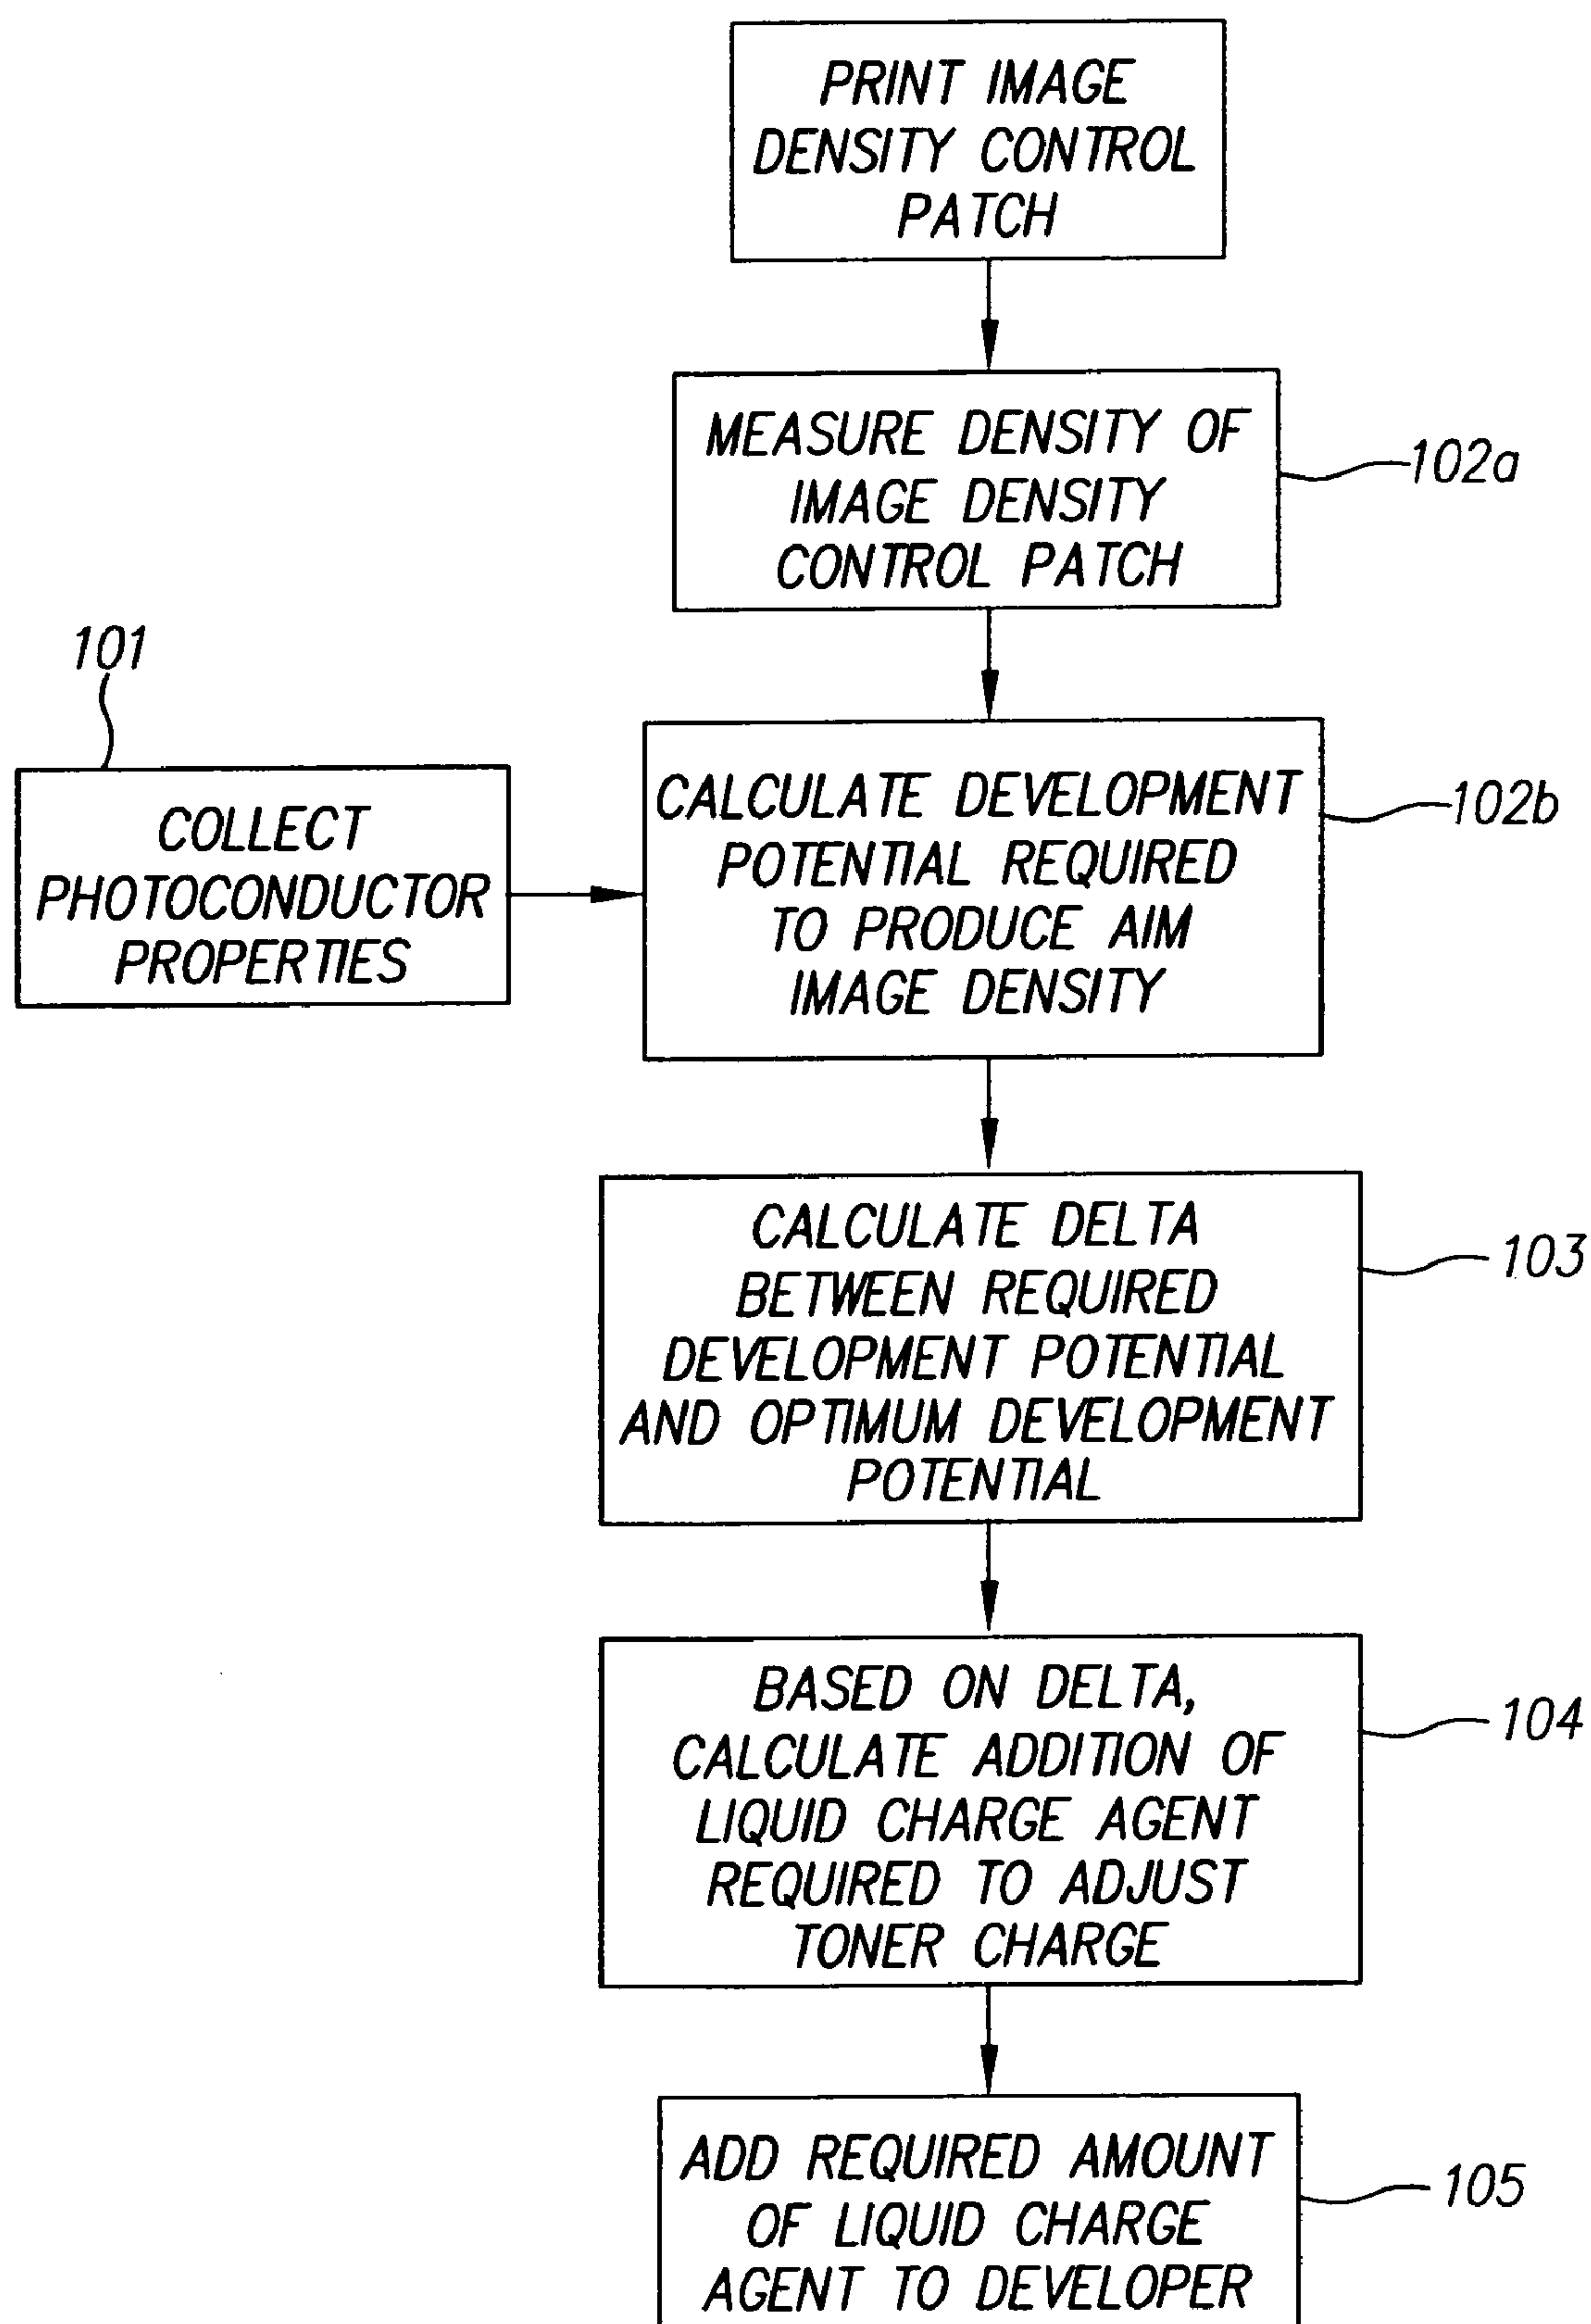 PRINT IMAGE
DENSITY CONTROL
PATCH
MEASURE DENSITY OF
IMAGE DENSITY
CONTROL PATCH
102a
101
COLLECT
PHOTOCONDUCTOR
PROPERTIES
CALCULATE DEVELOPMENT
POTENTIAL REQUIRED
TO PRODUCE AIM
IMAGE DENSITY
102b
CALCULATE DELTA
BETWEEN REQUIRED
DEVELOPMENT POTENTIAL
AND OPTIMUM DEVELOPMENT
POTENTIAL
103
BASED ON DELTA,
CALCULATE ADDITION OF
LIQUID CHARGE AGENT
REQUIRED TO ADJUST
TONER CHARGE
104
ADD REQUIRED AMOUNT
OF LIQUID CHARGE
AGENT TO DEVELOPER
105